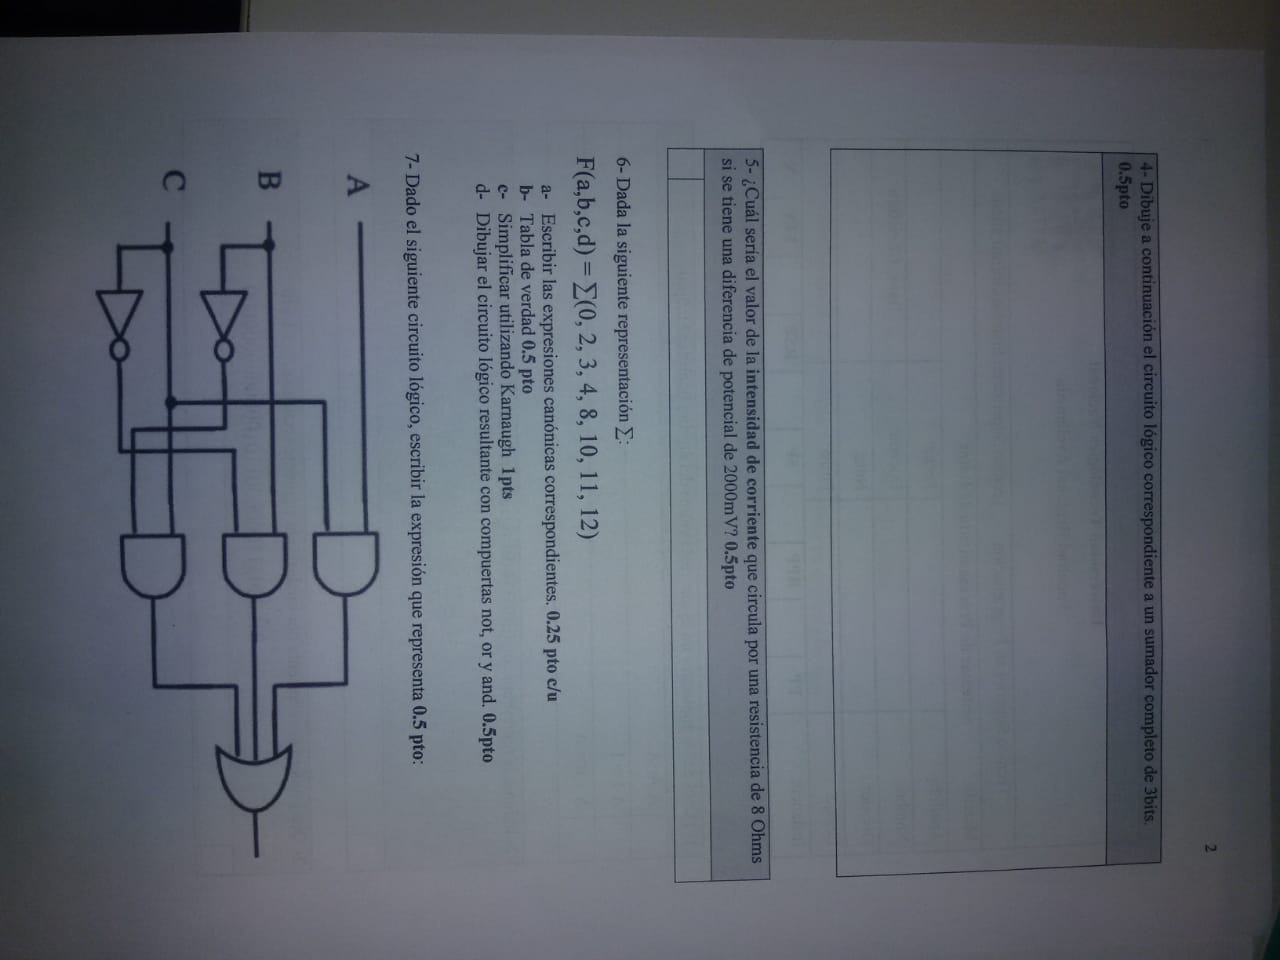 2
4- Dibuje a continuación el circuito lógico correspondiente a un sumador completo de 3bits.
0.5pto
5- ¿Cuál sería el valor de la intensidad de corriente que circula por una resistencia de 8 Ohms
si se tiene una diferencia de potencial de 2000mV? 0.5pto
6- Dada la siguiente representación ∑:
F(a,b,c,d) = ∑(0, 2, 3, 4, 8, 10, 11, 12)
a- Escribir las expresiones canónicas correspondientes. 0.25 pto c/u
b- Tabla de verdad 0.5 pto
c- Simplificar utilizando Karnaugh 1pts
d- Dibujar el circuito lógico resultante con compuertas not, or y and. 0.5pto
7- Dado el siguiente circuito lógico, escribir la expresión que representa 0.5 pto:
A
B
C